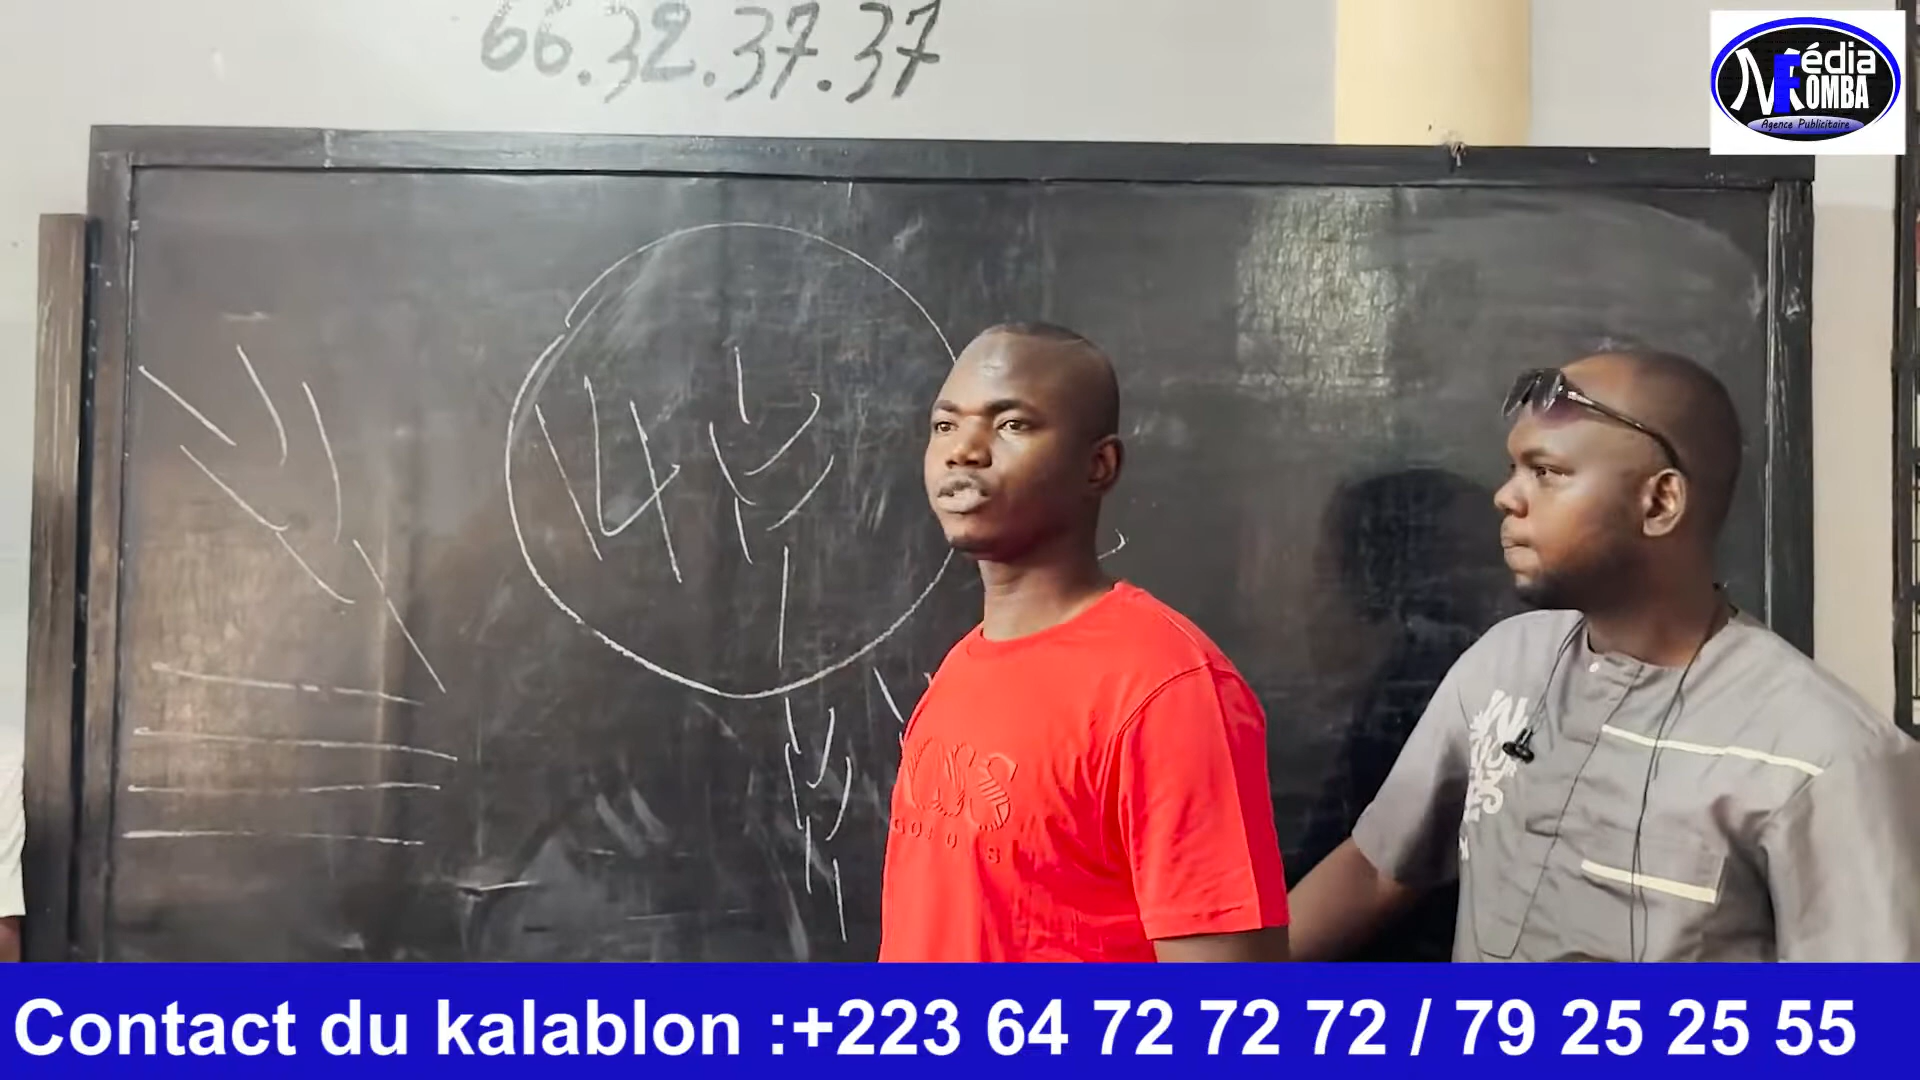 66.32.37.37
Média
KOMBA
Agence Publicitaire
14
Contact du kalablon :+223 64 72 72 72 / 79 25 25 55